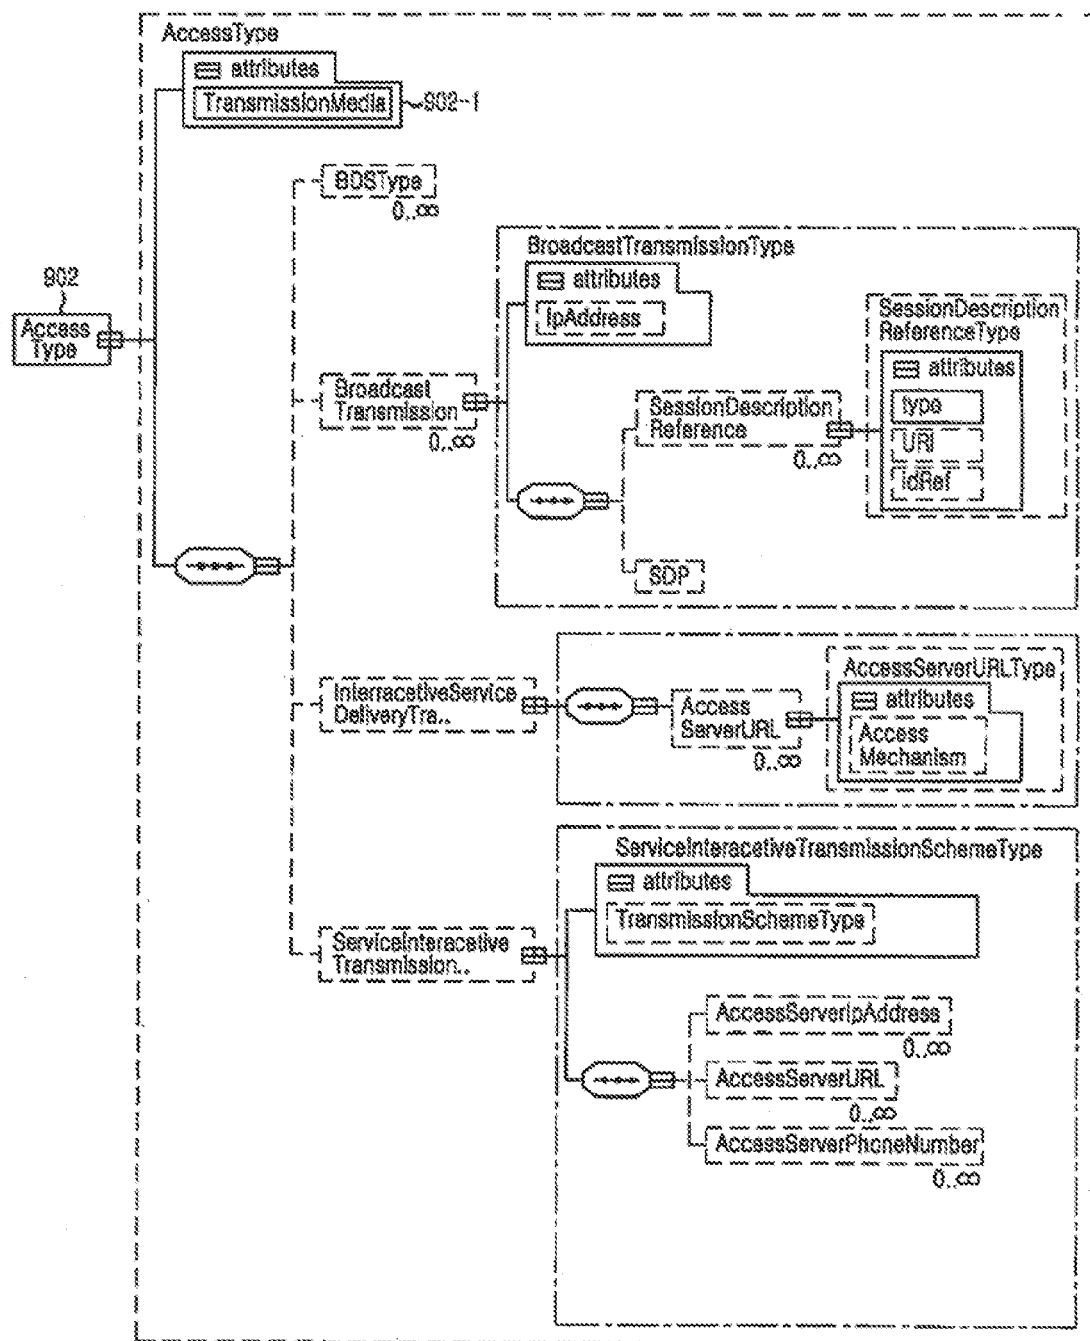 AccessType
attributes
TransmissionMedia
902-1
BDSType
0..∞
902
Access
Type
BroadcastTransmissionType
attributes
IpAddress
Broadcast
Transmission
0..∞
SessionDescription
Reference
0..∞
SessionDescription
ReferenceType
attributes
type
URI
idRef
SDP
InterracetiveService
DeliveryTra..
Access
ServerURL
0..∞
AccessServerURLType
attributes
Access
Mechanism
ServiceInteracetiveTransmissionSchemeType
attributes
TransmissionSchemeType
ServiceInteracetive
Transmission..
AccessServerIpAddress
0..∞
AccessServerURL
0..∞
AccessServerPhoneNumber
0..∞